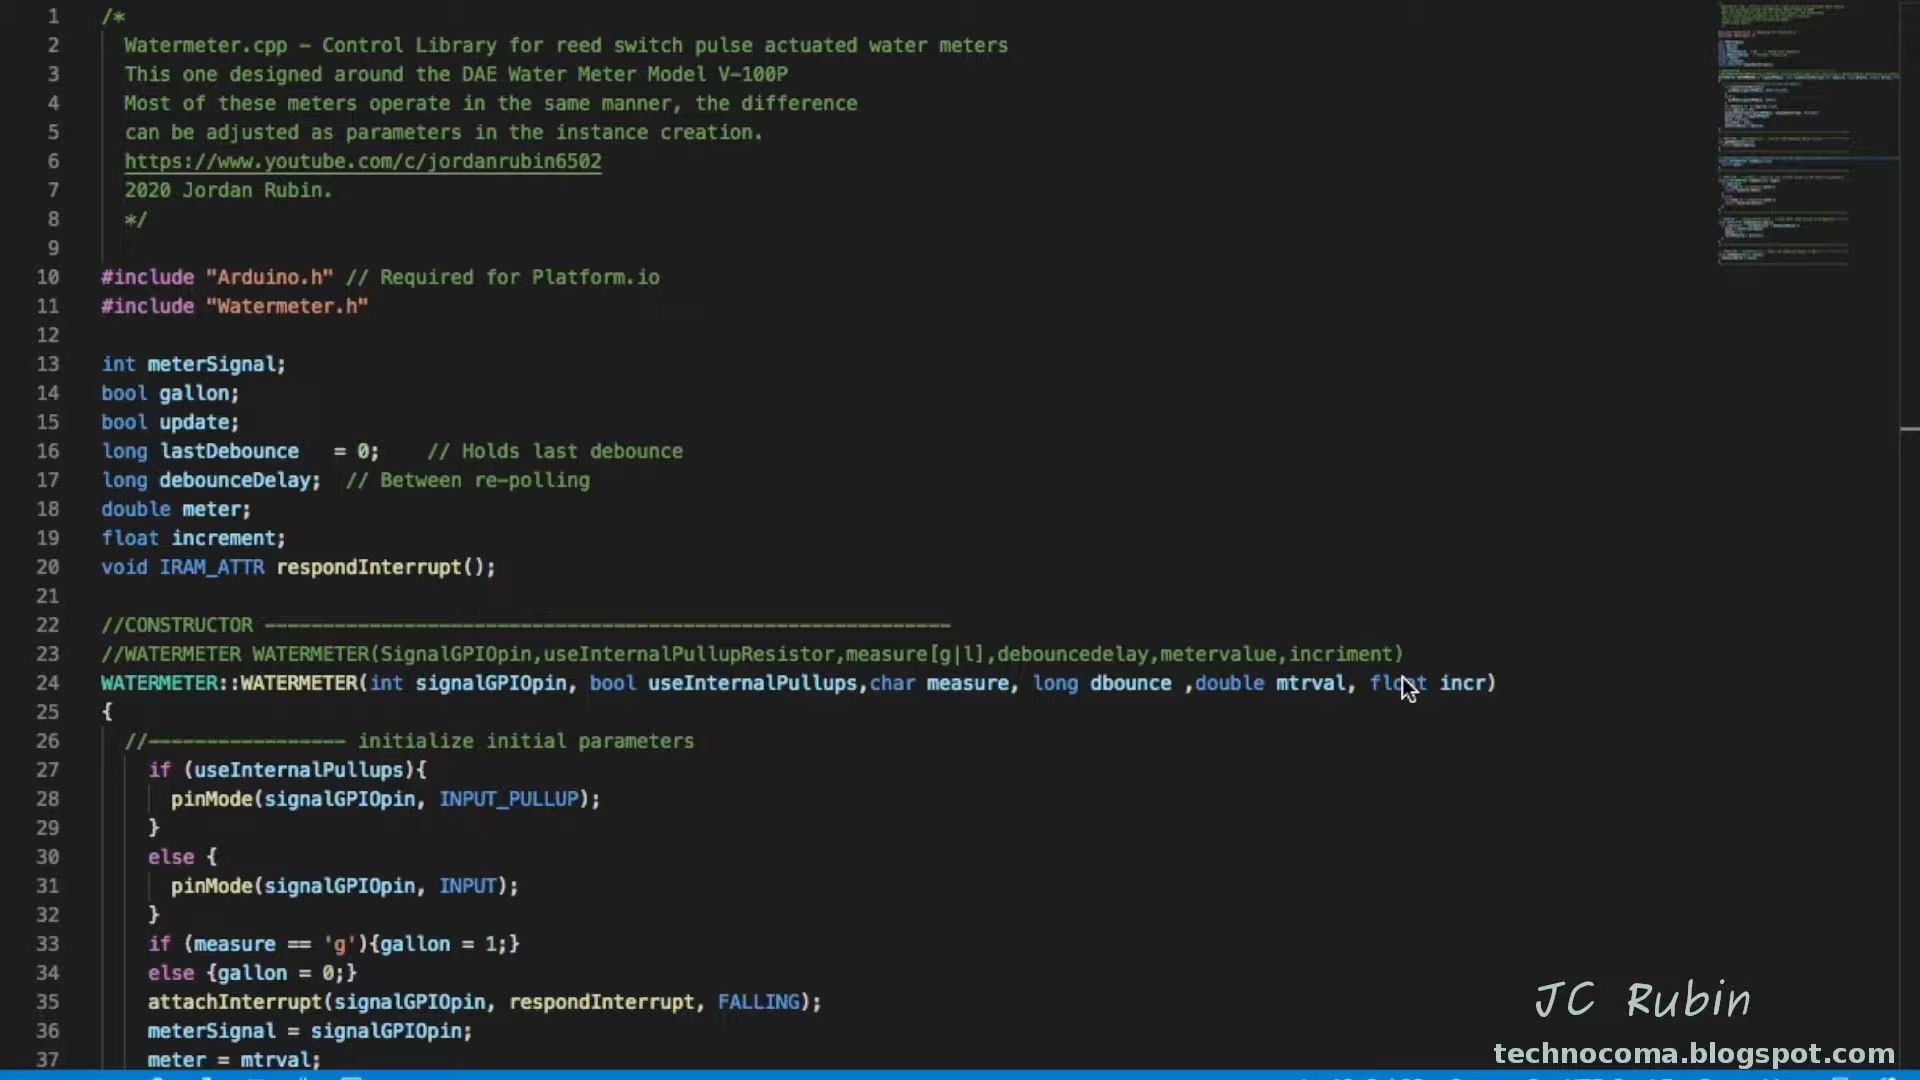 1 /*
2 Watermeter.cpp – Control Library for reed switch pulse actuated water meters
3 This one designed around the DAE Water Meter Model V-100P
4 Most of these meters operate in the same manner, the difference
5 can be adjusted as parameters in the instance creation.
6 https://www.youtube.com/c/jordanrubin6502
7 2020 Jordan Rubin.
8 */
9
10 #include "Arduino.h" // Required for Platform.io
11 #include "Watermeter.h"
12
13 int meterSignal;
14 bool gallon;
15 bool update;
16 long lastDebounce   = 0;    // Holds last debounce
17 long debounceDelay;  // Between re-polling
18 double meter;
19 float increment;
20 void IRAM_ATTR respondInterrupt();
21
22 //CONSTRUCTOR -----------------------------------------------------------
23 //WATERMETER WATERMETER(SignalGPIOpin,useInternalPullupResistor,measure[g|l],debouncedelay,metervalue,incriment)
24 WATERMETER::WATERMETER(int signalGPIOpin, bool useInternalPullups,char measure, long dbounce ,double mtrval, float incr)
25 {
26 //----------------- initialize initial parameters
27 if (useInternalPullups){
28 pinMode(signalGPIOpin, INPUT_PULLUP);
29 }
30 else {
31 pinMode(signalGPIOpin, INPUT);
32 }
33 if (measure == 'g'){gallon = 1;}
34 else {gallon = 0;}
35 attachInterrupt(signalGPIOpin, respondInterrupt, FALLING);
36 meterSignal = signalGPIOpin;
37 meter = mtrval;
JC Rubin
technocoma.blogspot.com